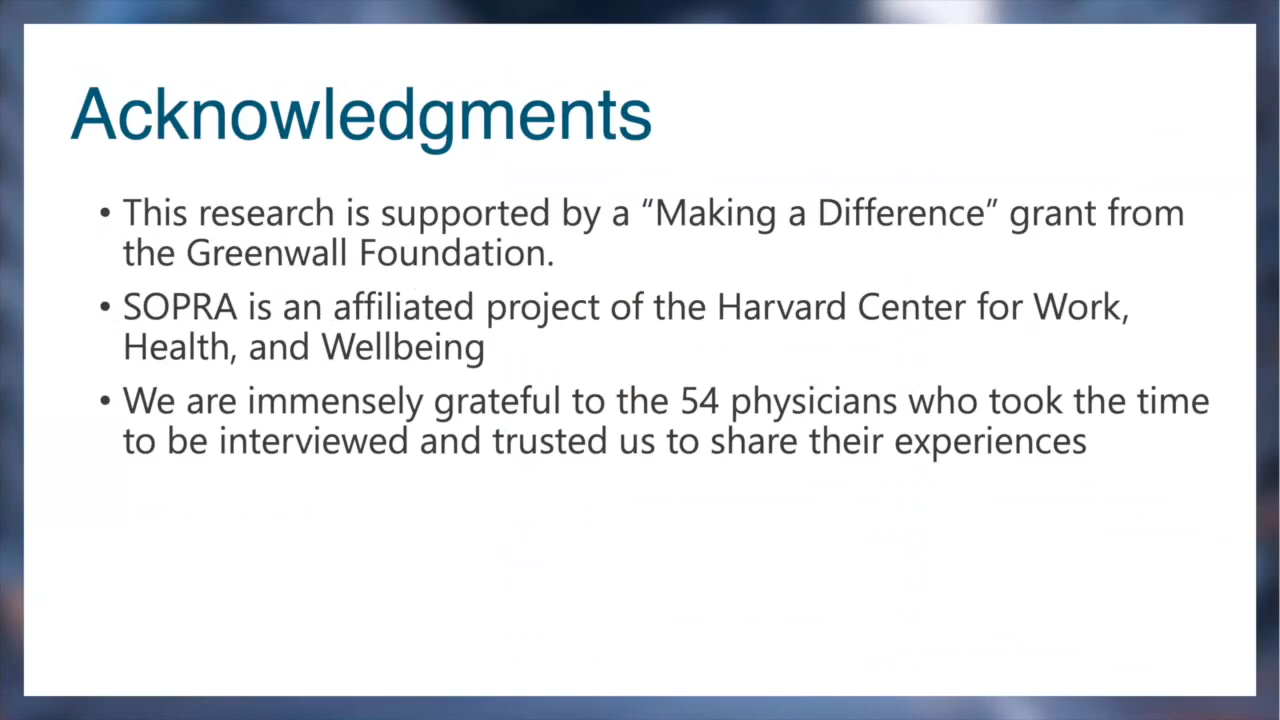 Acknowledgments
• This research is supported by a “Making a Difference” grant from
the Greenwall Foundation.
• SOPRA is an affiliated project of the Harvard Center for Work,
Health, and Wellbeing
• We are immensely grateful to the 54 physicians who took the time
to be interviewed and trusted us to share their experiences